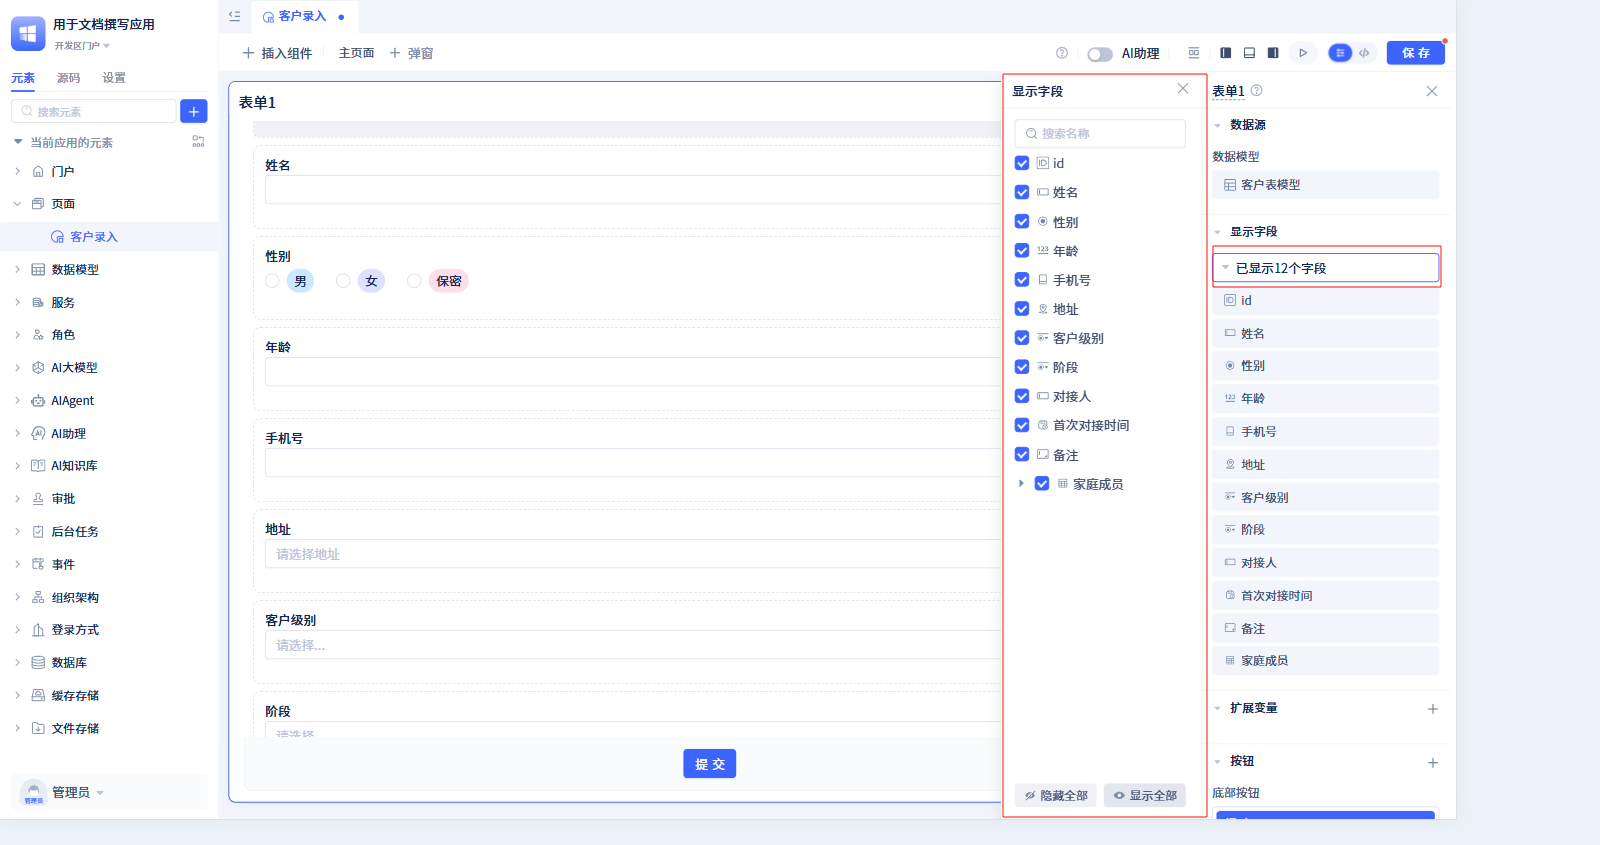 用于文档撰写应用
开发区门户
元素 源码 设置
搜索元素
当前应用的元素
门户
页面
客户录入
数据模型
服务
角色
AI大模型
AIAgent
AI助理
AI知识库
审批
后台任务
事件
组织架构
登录方式
数据库
缓存存储
文件存储
管理员
管理员
客户录入
插入组件 主页面 弹窗
AI助理
保存
表单1
姓名
性别
男 女 保密
年龄
手机号
地址
请选择地址
客户级别
请选择...
阶段
请选择
提交
显示字段
搜索名称
id
姓名
性别
年龄
手机号
地址
客户级别
阶段
对接人
首次对接时间
备注
家庭成员
隐藏全部 显示全部
表单1
数据源
数据模型
客户表模型
显示字段
已显示12个字段
id
姓名
性别
年龄
手机号
地址
客户级别
阶段
对接人
首次对接时间
备注
家庭成员
扩展变量
按钮
底部按钮